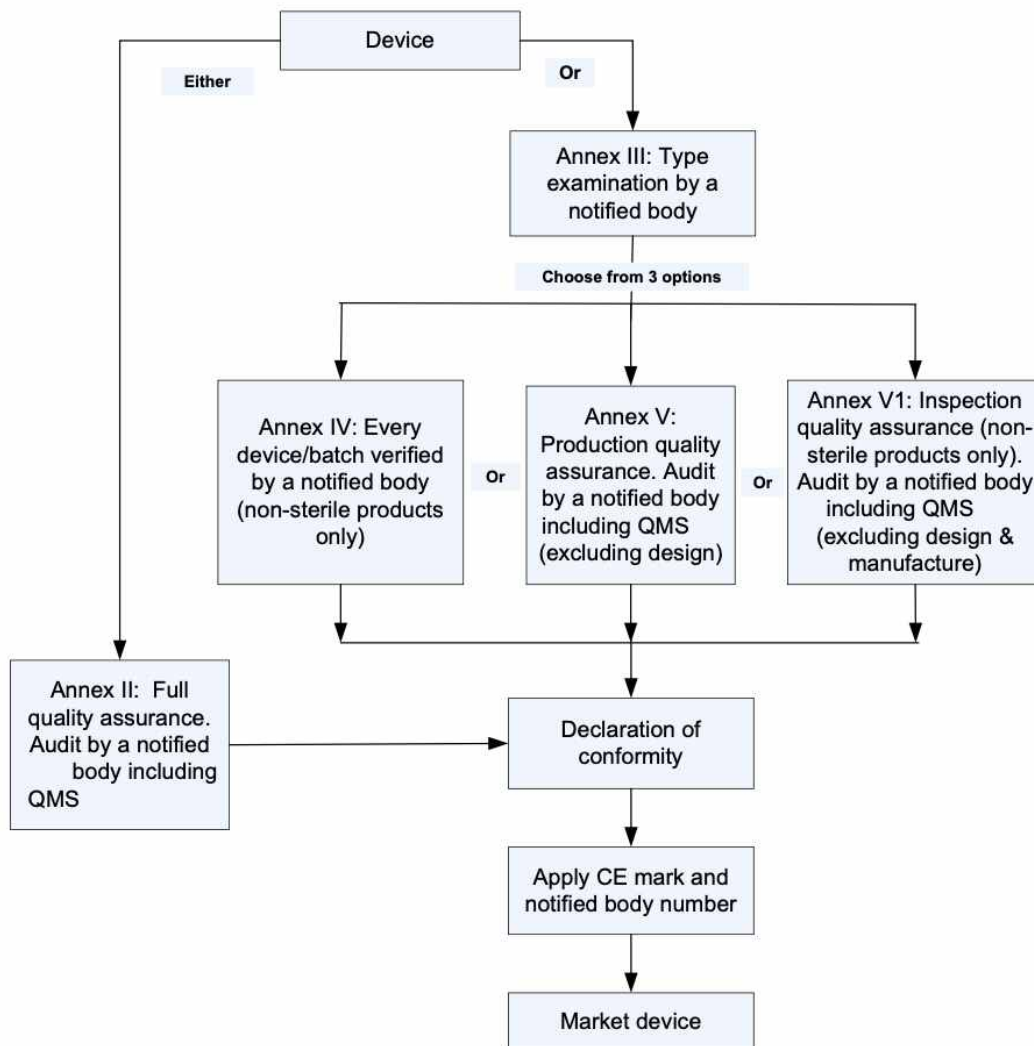 Device
Either
Or
Annex III: Type
examination by a
notified body
Choose from 3 options
Annex IV: Every
device/batch verified
by a notified body
(non-sterile products
only)
Or
Annex V:
Production quality
assurance. Audit
by a notified body
including QMS
(excluding design)
Or
Annex V1: Inspection
quality assurance (non-
sterile products only).
Audit by a notified body
including QMS
(excluding design &
manufacture)
Annex II: Full
quality assurance.
Audit by a notified
body including
QMS
Declaration of
conformity
Apply CE mark and
notified body number
Market device